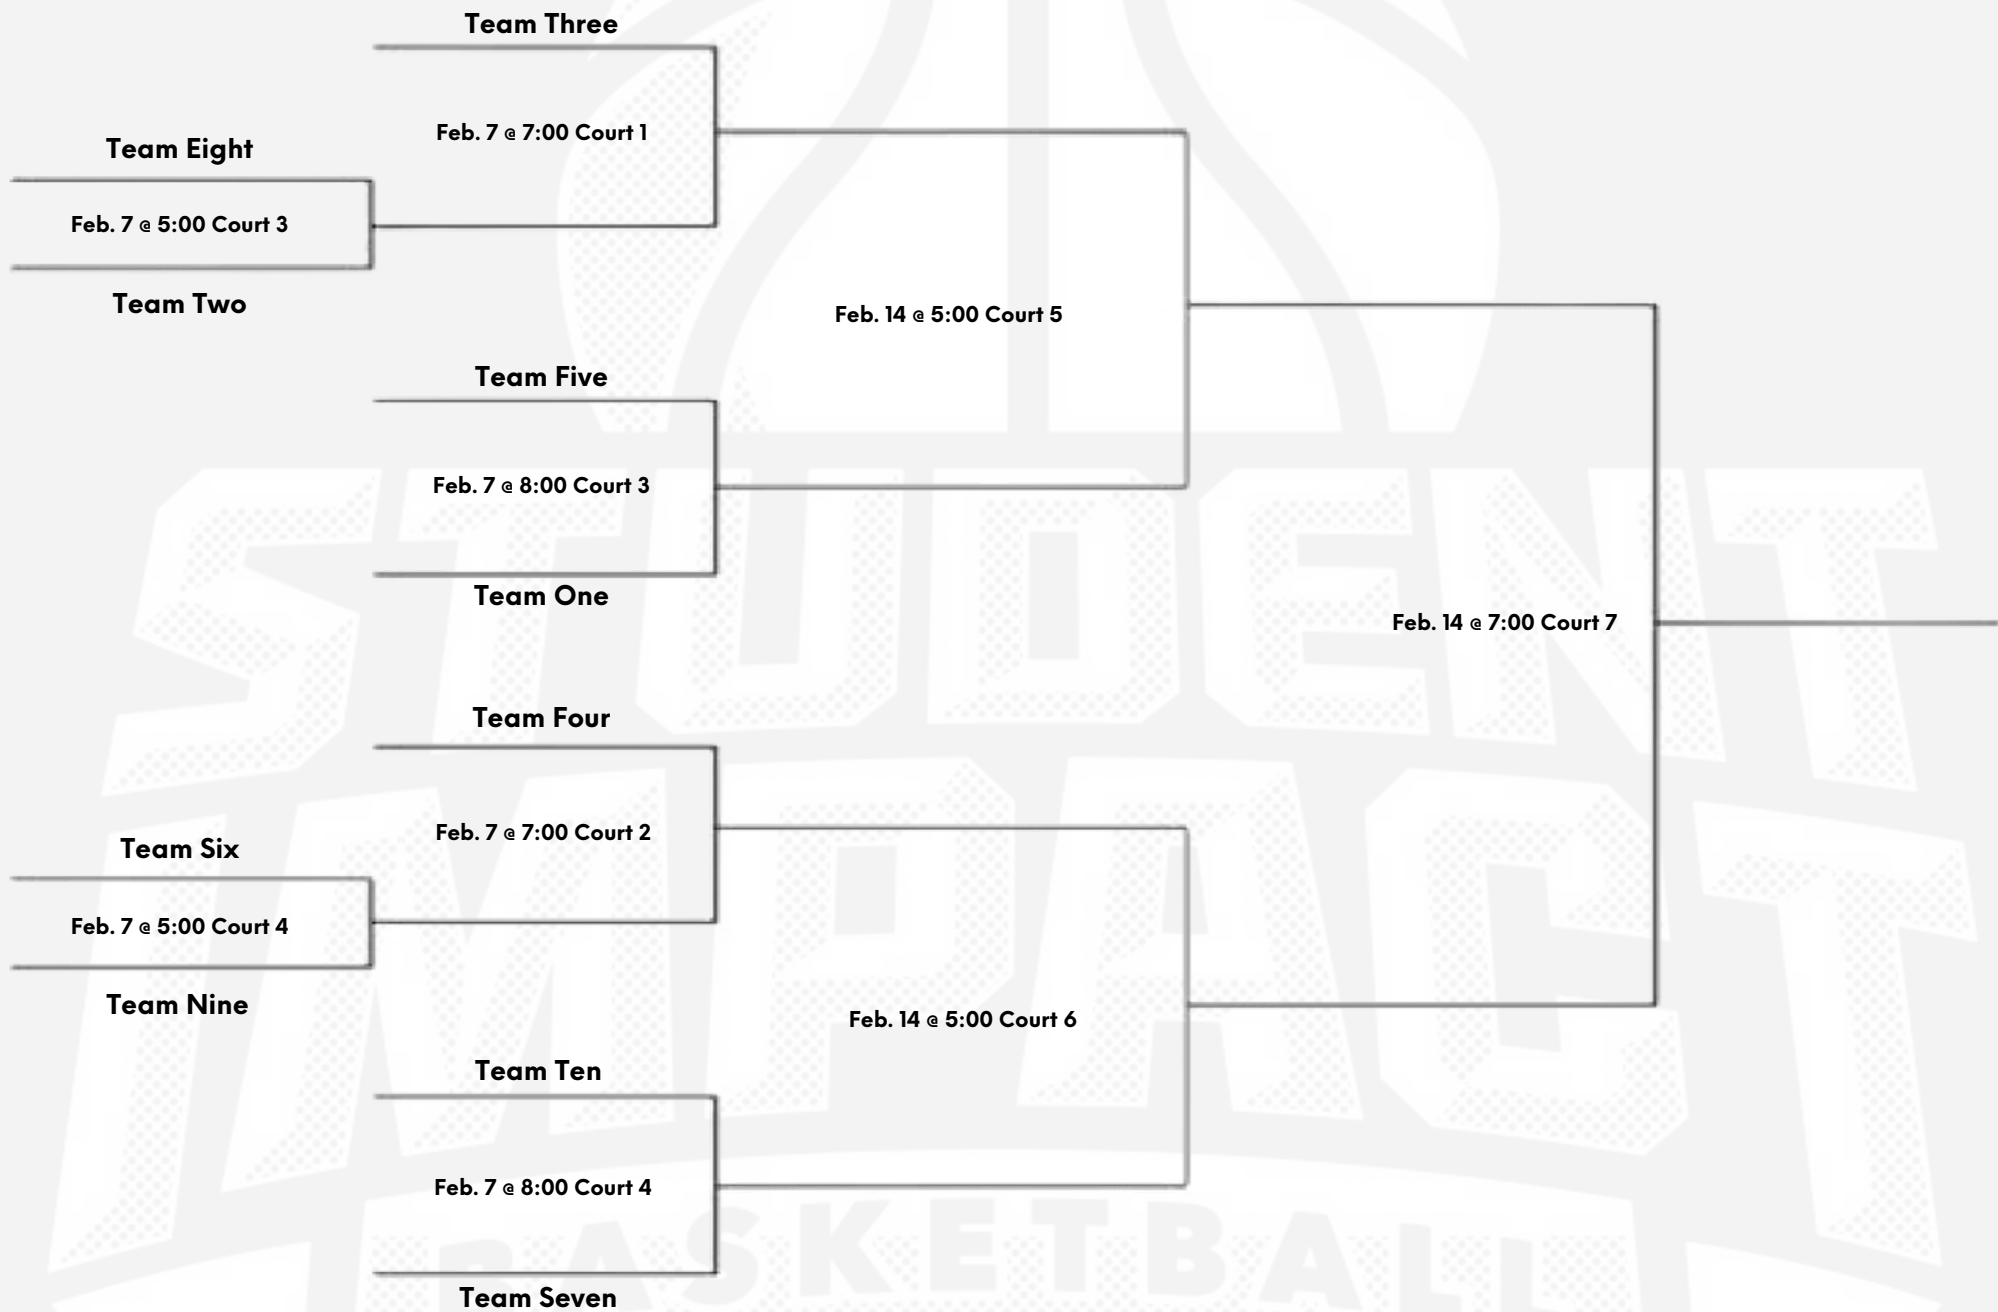 Team Three
Feb. 7 @ 7:00 Court 1
Team Eight
Feb. 7 @ 5:00 Court 3
Team Two
Feb. 14 @ 5:00 Court 5
Team Five
Feb. 7 @ 8:00 Court 3
Team One
Feb. 14 @ 7:00 Court 7
Team Four
Feb. 7 @ 7:00 Court 2
Team Six
Feb. 7 @ 5:00 Court 4
Team Nine
Feb. 14 @ 5:00 Court 6
Team Ten
Feb. 7 @ 8:00 Court 4
Team Seven
STUDENT
IMPACT
BASKETBALL